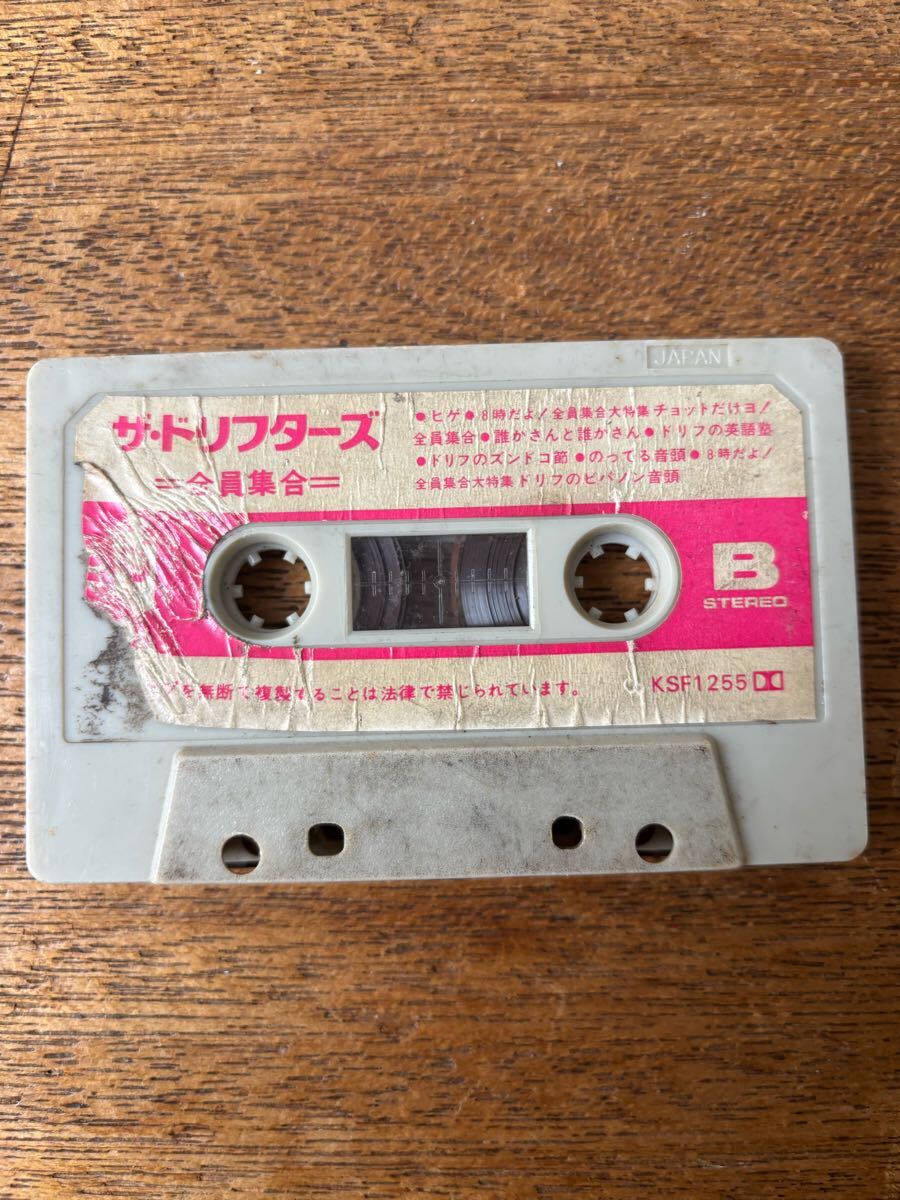 JAPAN
ザ・ドリフターズ
=全員集合=
●ヒゲ●8時だよ!全員集合大特集チョットだけヨ!
全員集合●誰かさんと誰かさん●ドリフの英語塾
●ドリフのズンドコ節●のってる音頭●8時だよ!
全員集合大特集ドリフのビバノン音頭
B
STEREO
プを無断で複製することは法律で禁じられています。
KSF1255